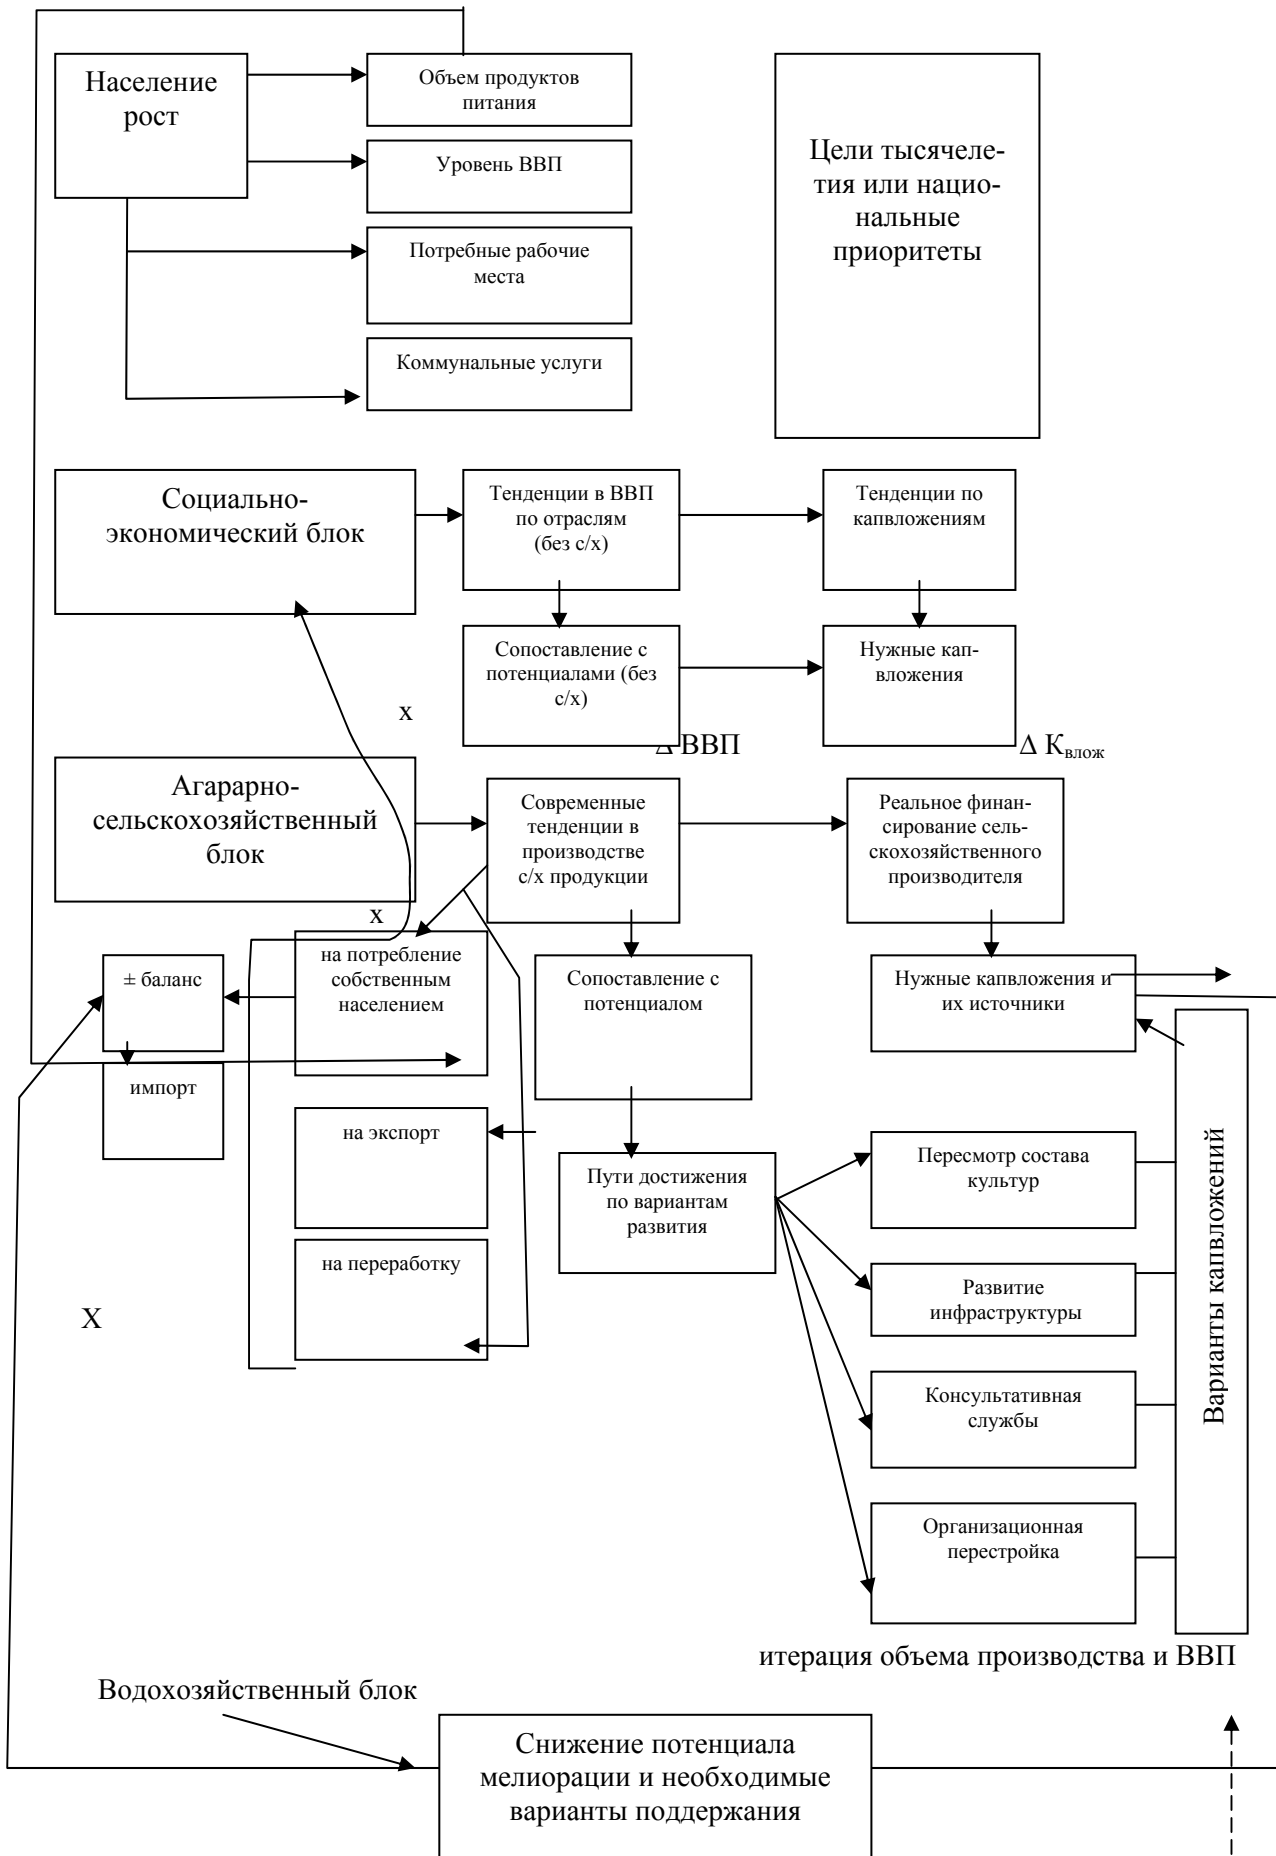 Население
рост
Объем продуктов
питания
Уровень ВВП
Потребные рабочие
места
Коммунальные услуги
Цели тысячеле-
тия или нацио-
нальные
приоритеты
Социально-
экономический блок
Тенденции в ВВП
по отраслям
(без с/х)
Тенденции по
капвложениям
Сопоставление с
потенциалами (без
с/х)
Нужные кап-
вложения
х
Δ ВВП
Δ Квлож
Агарарно-
сельскохозяйственный
блок
Современные
тенденции в
производстве
с/х продукции
Реальное финан-
сирование сель-
скохозяйственного
производителя
х
± баланс
на потребление
собственным
населением
Сопоставление с
потенциалом
Нужные капвложения и
их источники
импорт
на экспорт
Пути достижения
по вариантам
развития
Пересмотр состава
культур
на переработку
Развитие
инфраструктуры
Х
Консультативная
службы
Организационная
перестройка
Варианты капвложений
итерация объема производства и ВВП
Водохозяйственный блок
Снижение потенциала
мелиорации и необходимые
варианты поддержания